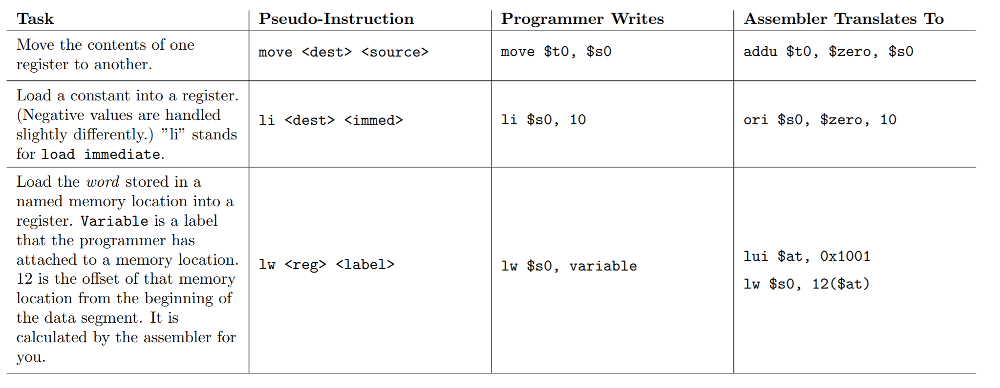 Task Pseudo-Instruction Programmer Writes Assembler Translates To
Move the contents of one
register to another.
move <dest> <source>
move $t0, $s0
addu $t0, $zero, $s0
Load a constant into a register.
(Negative values are handled
slightly differently.) ”li” stands
for load immediate.
li <dest> <immed>
li $s0, 10
ori $s0, $zero, 10
Load the word stored in a
named memory location into a
register. Variable is a label
that the programmer has
attached to a memory location.
12 is the offset of that memory
location from the beginning of
the data segment. It is
calculated by the assembler for
you.
lw <reg> <label>
lw $s0, variable
lui $at, 0x1001
lw $s0, 12($at)